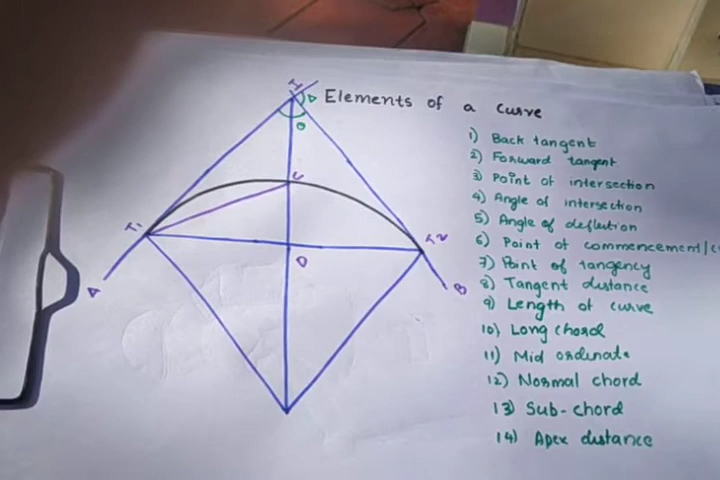 Elements of a curve
I
Δ
θ
C
T1
T2
D
A
B
1) Back tangent
2) Forward tangent
3) Point of intersection
4) Angle of intersection
5) Angle of deflection
6) Point of commencement/c
7) Point of tangency
8) Tangent distance
9) Length of curve
10) Long chord
11) Mid ordinate
12) Normal chord
13) Sub-chord
14) Apex distance